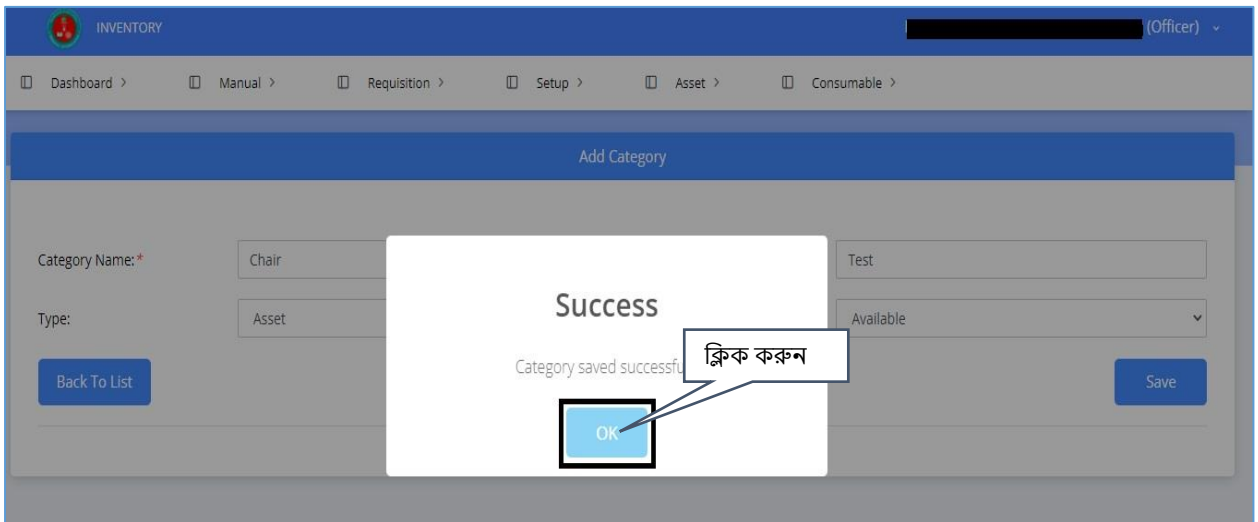 INVENTORY
(Officer)
Dashboard >
Manual >
Requisition >
Setup >
Asset >
Consumable >
Add Category
Category Name:*
Chair
Test
Type:
Asset
Available
Success
Category saved
ক্লিক করুন
Back To List
Save
OK